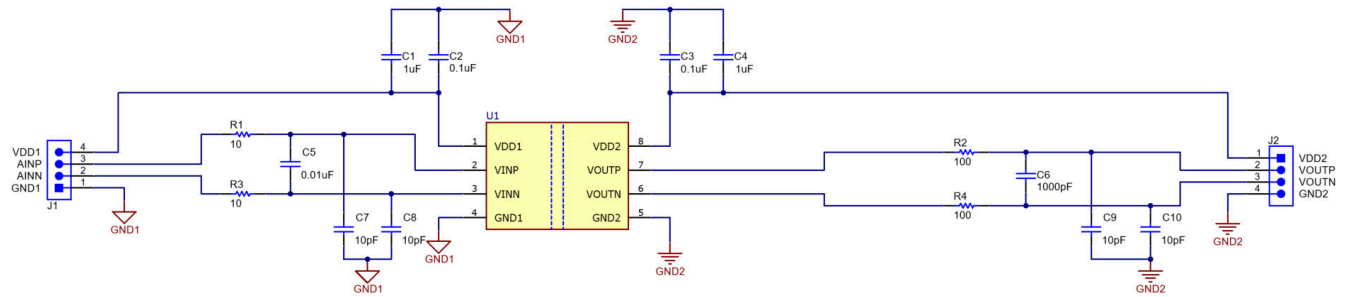 GND1
GND2
C1
1uF
C2
0.1uF
C3
0.1uF
C4
1uF
U1
VDD1
AINP
AINN
GND1
4
3
2
1
J1
GND1
R1
10
C5
0.01uF
R3
10
C7
10pF
C8
10pF
GND1
1
2
3
4
VDD1
VINP
VINN
GND1
VDD2
VOUTP
VOUTN
GND2
8
7
6
5
GND1
GND2
R2
100
C6
1000pF
R4
100
C9
10pF
C10
10pF
GND2
J2
1
2
3
4
VDD2
VOUTP
VOUTN
GND2
GND2